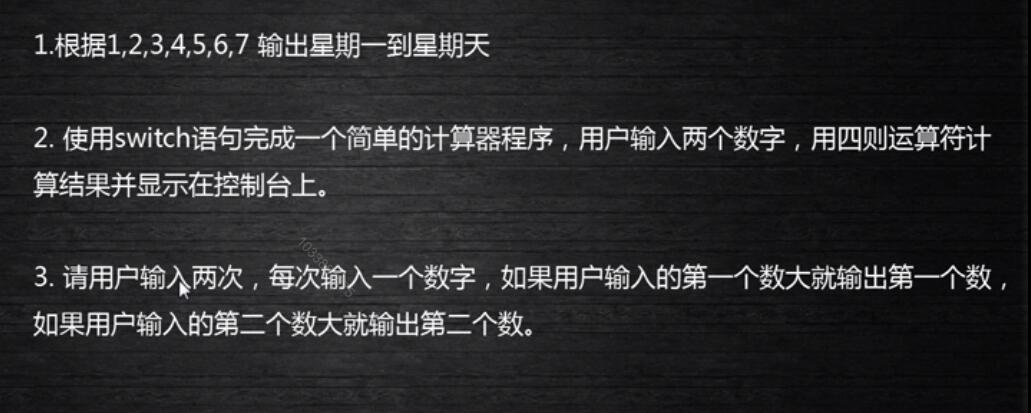 1.根据1,2,3,4,5,6,7 输出星期一到星期天
2. 使用switch语句完成一个简单的计算器程序，用户输入两个数字，用四则运算符计
算结果并显示在控制台上。
3. 请用户输入两次，每次输入一个数字，如果用户输入的第一个数大就输出第一个数，
如果用户输入的第二个数大就输出第二个数。